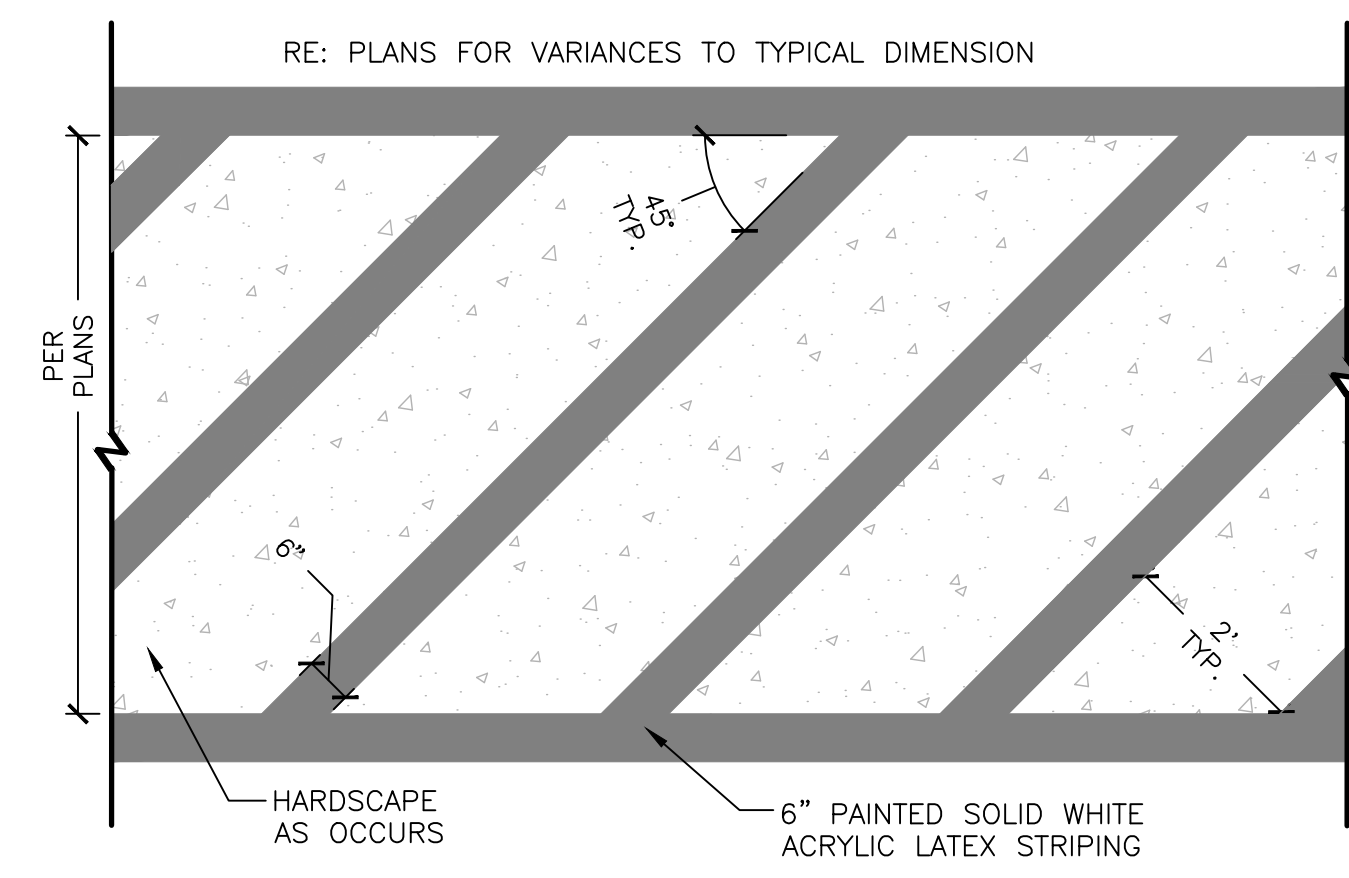 RE: PLANS FOR VARIANCES TO TYPICAL DIMENSION
45°
TYP.
PER
PLANS
6”
2'
TYP.
HARDSCAPE
AS OCCURS
6” PAINTED SOLID WHITE
ACRYLIC LATEX STRIPING